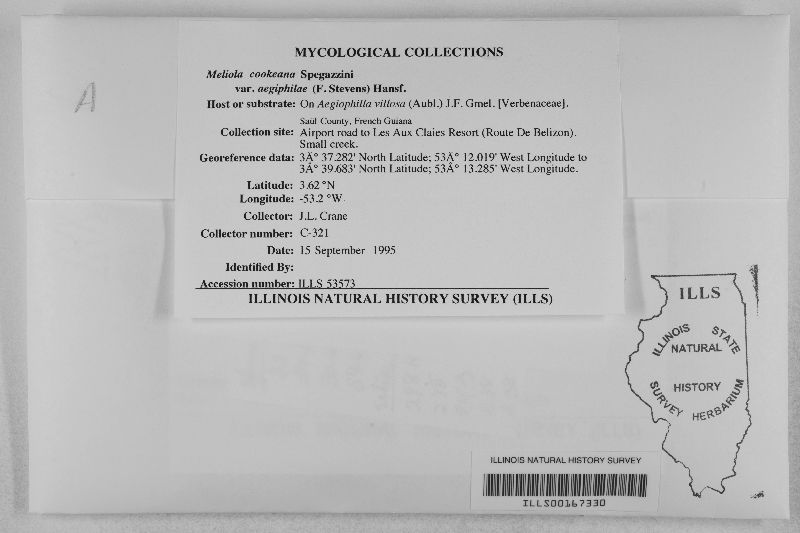 A
MYCOLOGICAL COLLECTIONS
Meliola cookeana Spegazzini
var. aegiphilae (F. Stevens) Hansf.
Host or substrate: On Aegiophilla villosa (Aubl.) J.F. Gmel. [Verbenaceae].
Saül County, French Guiana
Collection site: Airport road to Les Aux Claies Resort (Route De Belizon).
Small creek.
Georeference data: 3Â° 37.282' North Latitude; 53Â° 12.019' West Longitude to
3Â° 39.683' North Latitude; 53Â° 13.285' West Longitude.
Latitude: 3.62 °N
Longitude: -53.2 °W
Collector: J.L. Crane
Collector number: C-321
Date: 15 September 1995
Identified By:
Accession number: ILLS 53573
ILLINOIS NATURAL HISTORY SURVEY (ILLS)
ILLS
ILLINOIS STATE
NATURAL
HISTORY
SURVEY HERBARIUM
ILLINOIS NATURAL HISTORY SURVEY
ILLS00167330